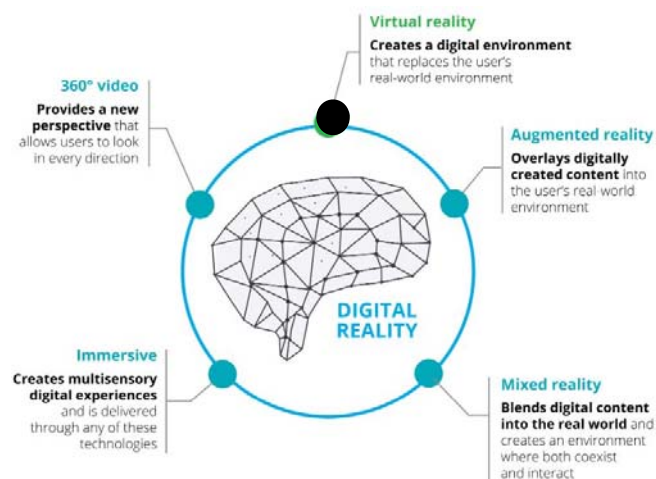 Virtual reality
Creates a digital environment
that replaces the user's
real-world environment
360° video
Provides a new
perspective that
allows users to look
in every direction
Augmented reality
Overlays digitally
created content into
the user's real-world
environment
DIGITAL
REALITY
Immersive
Creates multisensory
digital experiences
and is delivered
through any of these
technologies
Mixed reality
Blends digital content
into the real world and
creates an environment
where both coexist
and interact